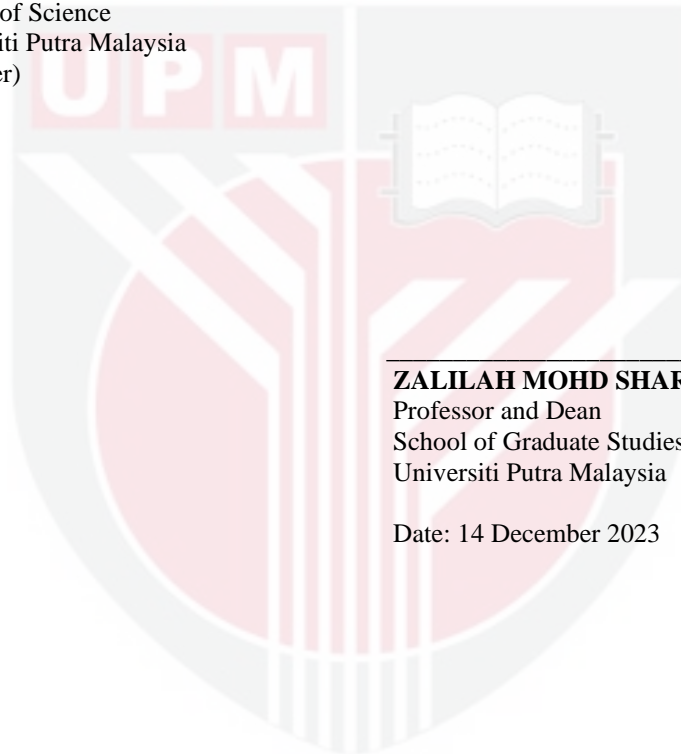 of Science
iti Putra Malaysia
er)
UPM
ZALILAH MOHD SHAR
Professor and Dean
School of Graduate Studies
Universiti Putra Malaysia
Date: 14 December 2023